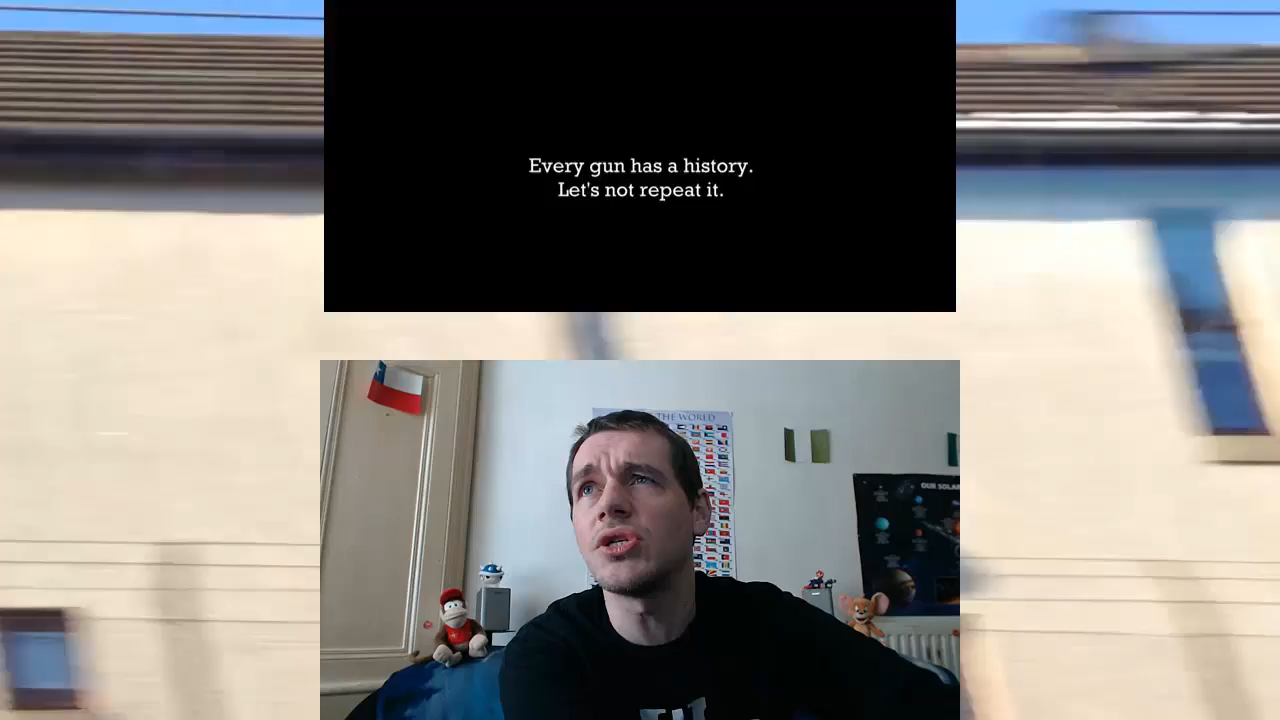 Every gun has a history.
Let's not repeat it.
THE WORLD
OUR SOLAR